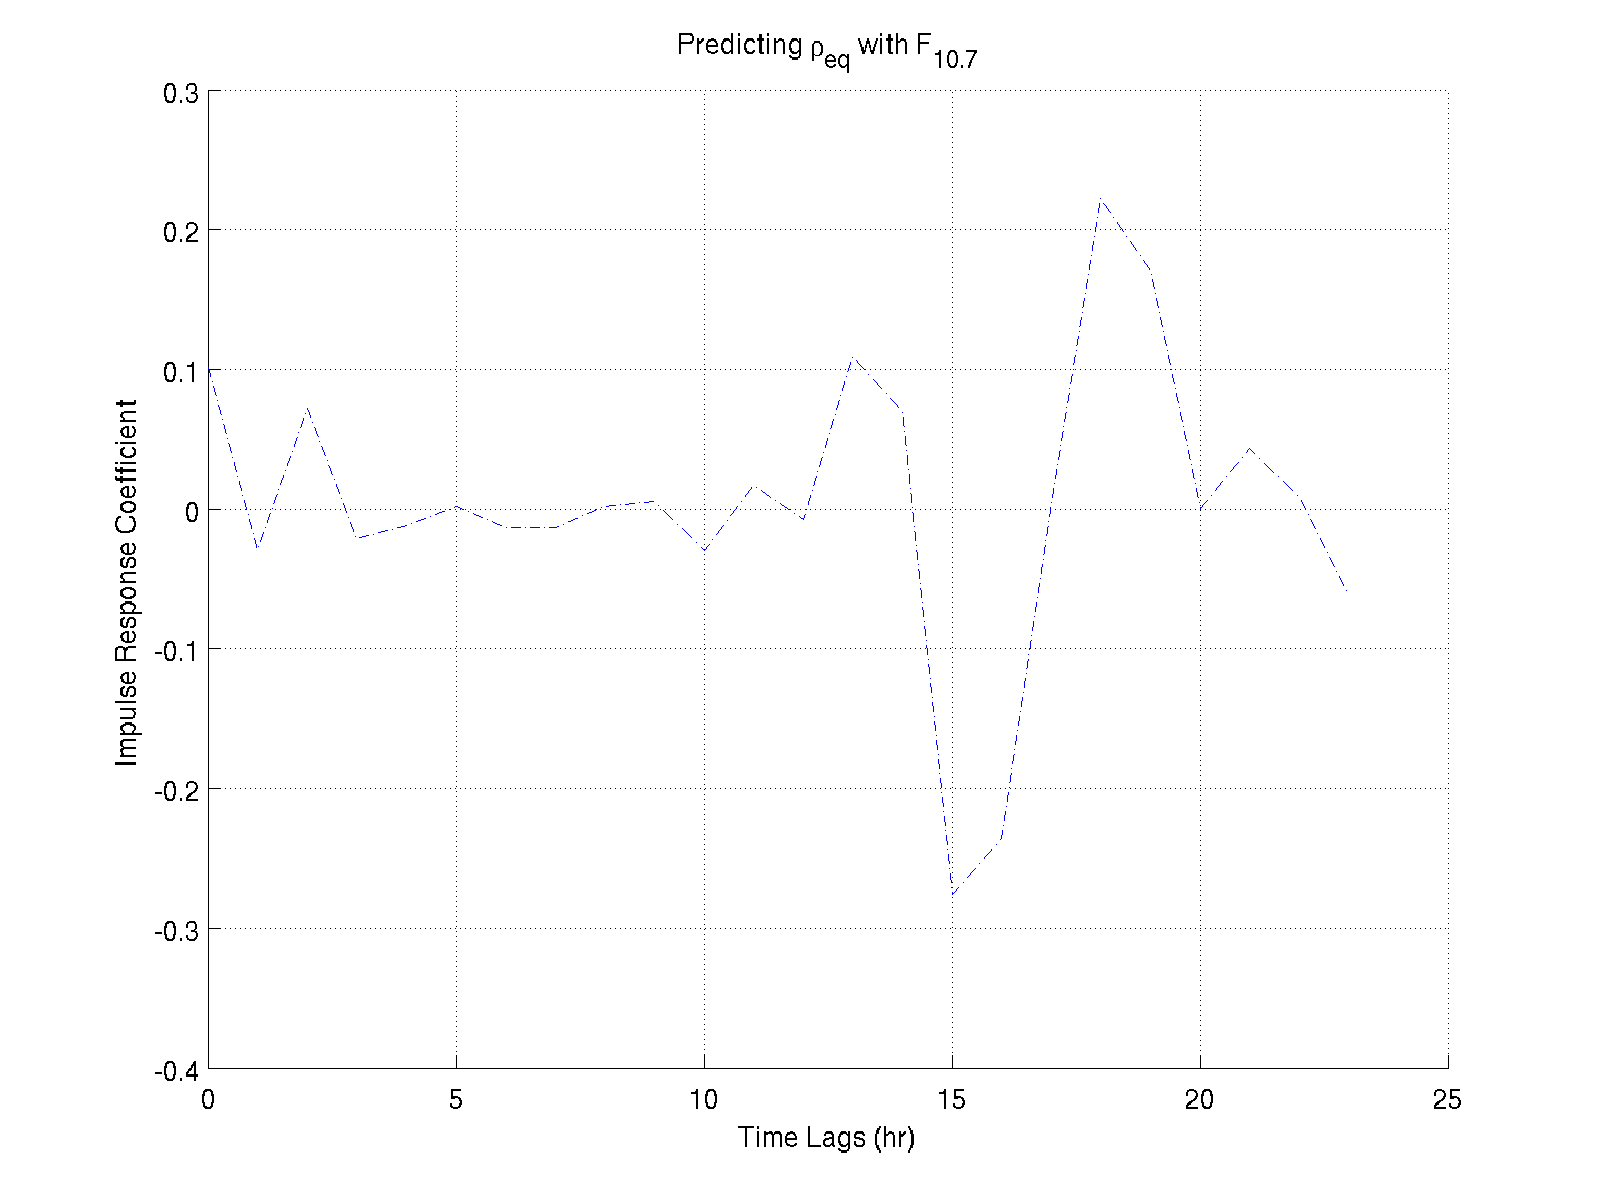 Predicting ρeq with F10.7
0.3
0.2
0.1
0
-0.1
-0.2
-0.3
-0.4
Impulse Response Coefficient
0 5 10 15 20 25
Time Lags (hr)